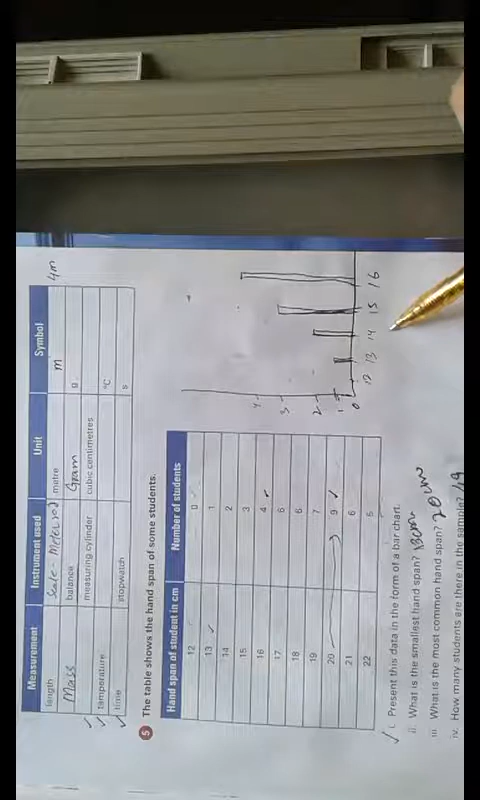 Measurement Instrument used Unit Symbol
length Scale - Meter rod metre m 4m
Mass balance Gram g
measuring cylinder cubic centimetres
temperature °C
time stopwatch s
5 The table shows the hand span of some students.
Hand span of student in cm Number of students
12 0
13 1
14 2
15 3
16 4
17 6
18 6
19 7
20 9
21 6
22 5
4
3
2
1
0
12 13 14 15 16
i. Present this data in the form of a bar chart.
ii. What is the smallest hand span? 13cm
iii. What is the most common hand span? 20cm
iv. How many students are there in the sample? 49